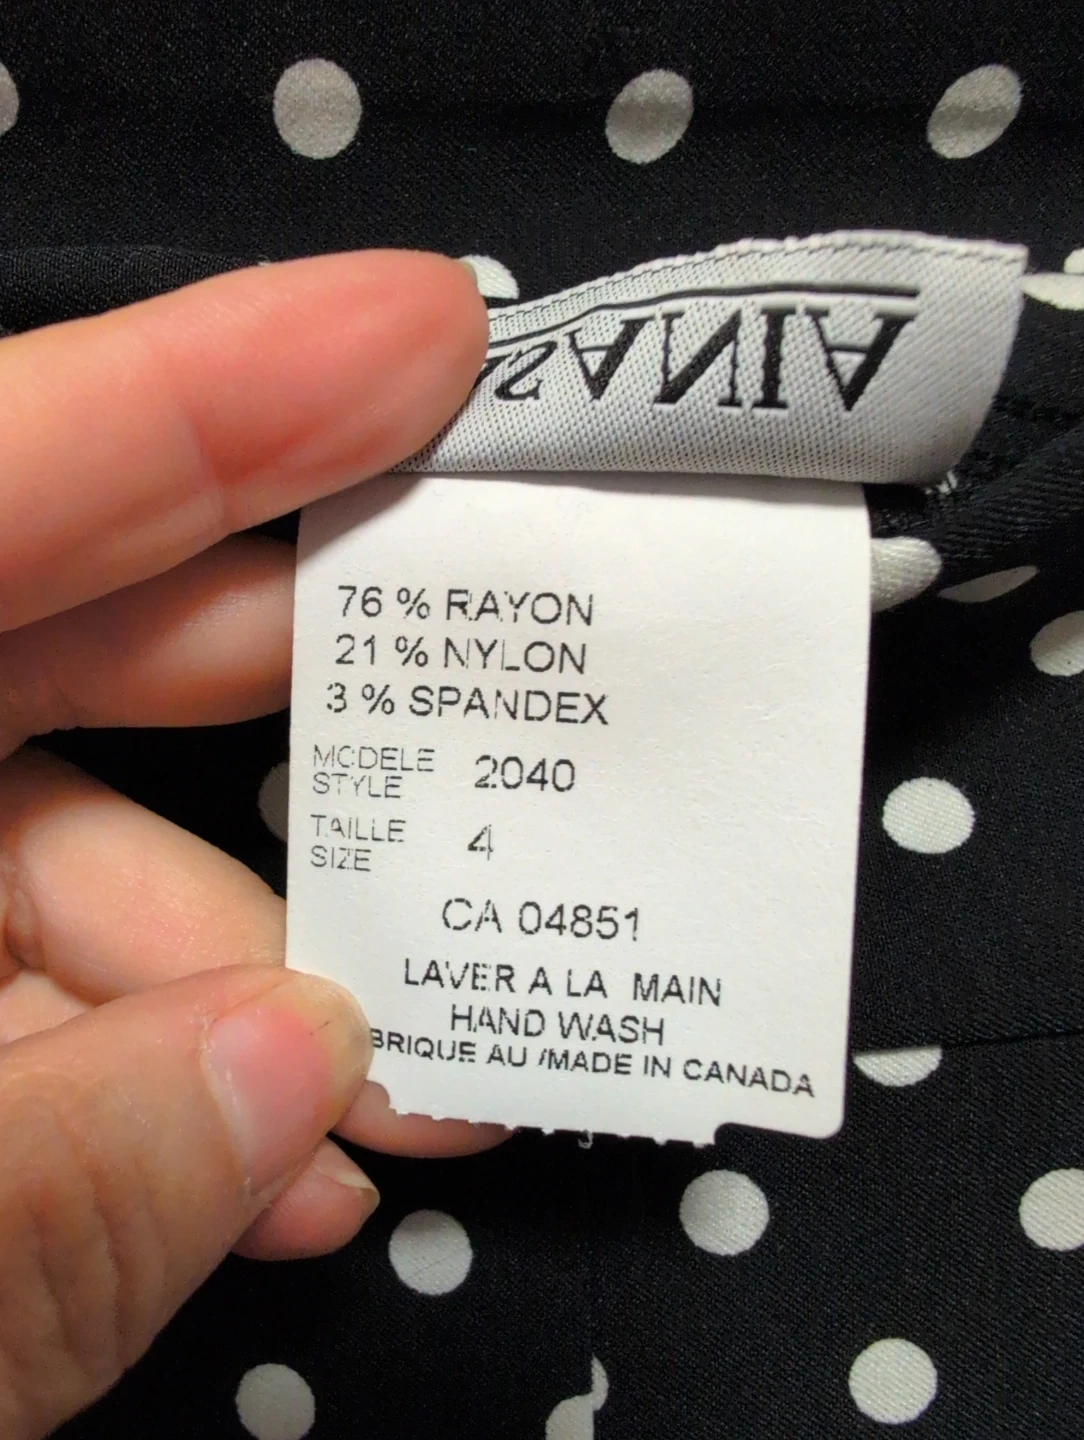 76 % RAYON
21 % NYLON
3 % SPANDEX
MODELE
STYLE 2040
TAILLE
SIZE 4
CA 04851
LAVER A LA MAIN
HAND WASH
BRIQUE AU /MADE IN CANADA